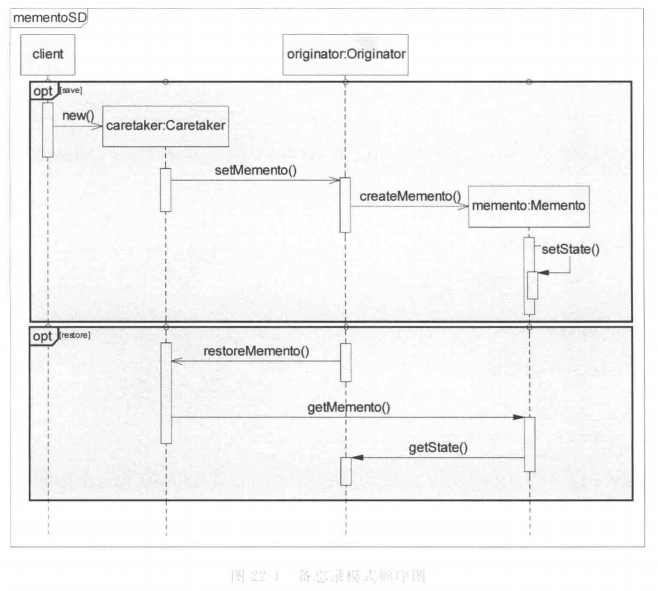 mementoSD
client
originator:Originator
opt [save]
new()
caretaker:Caretaker
setMemento()
createMemento()
memento:Memento
setState()
opt [restore]
restoreMemento()
getMemento()
getState()
图 22-1 备忘录模式顺序图